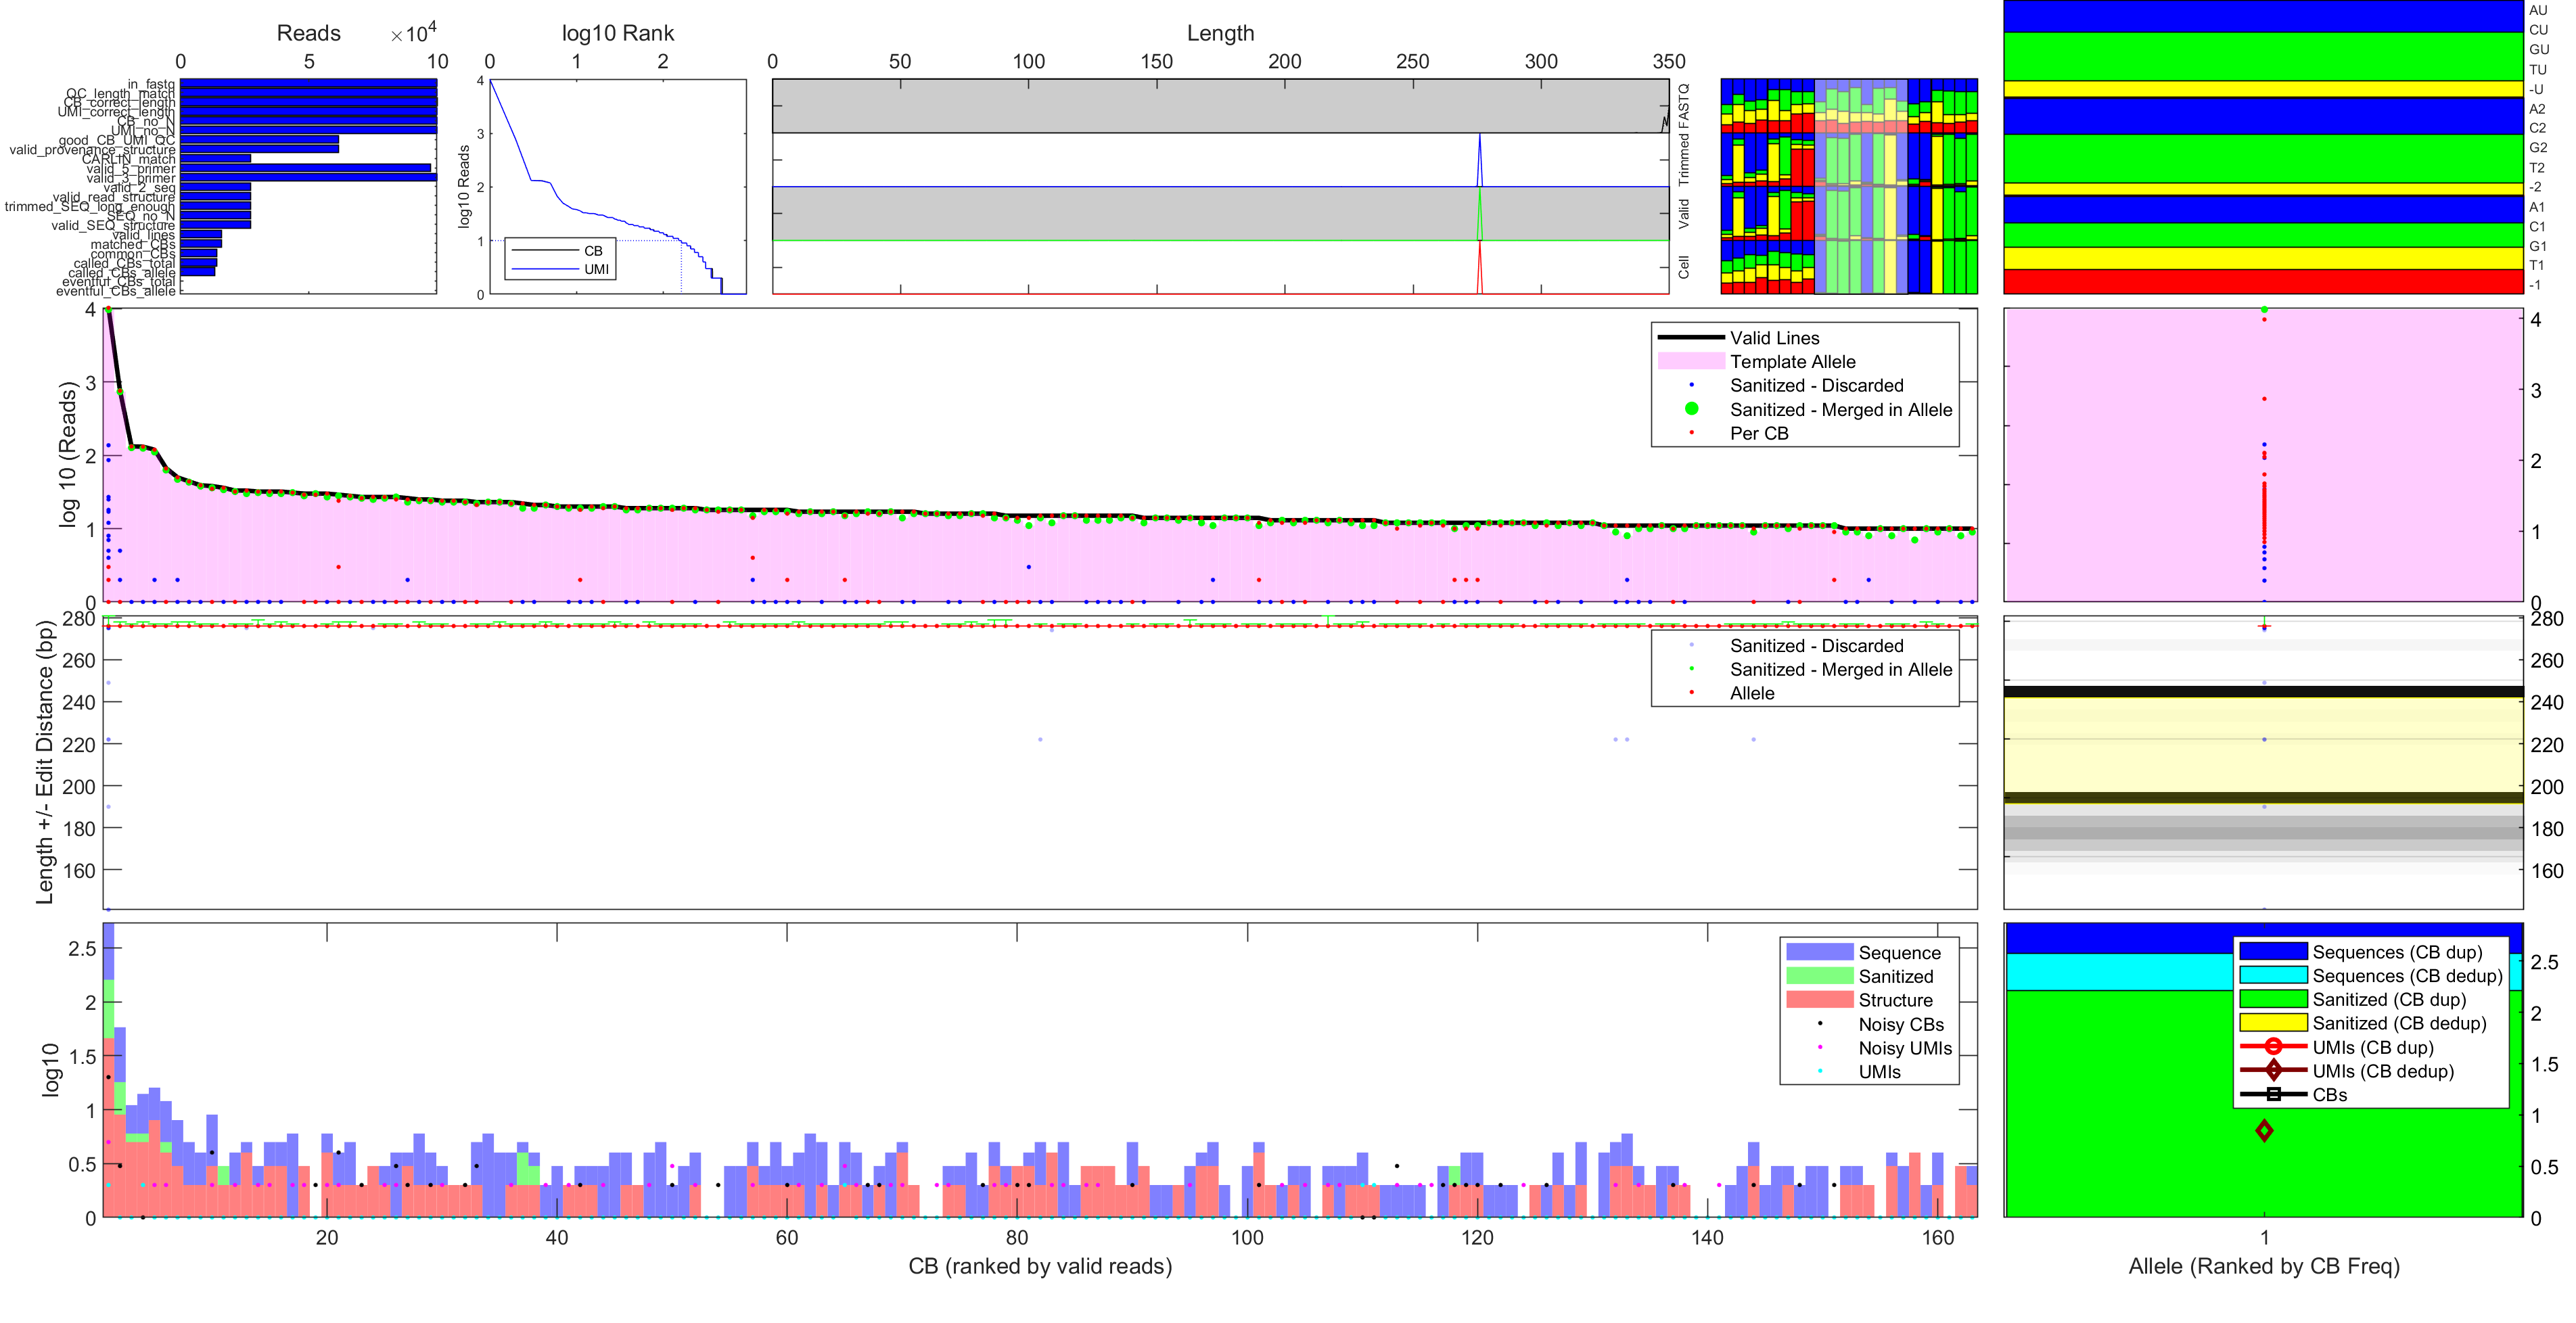 Reads
×10^4
0 5 10
in_fastq
QC_length_match
CB_correct_length
UMI_correct_length
CB_no_N
UMI_no_N
good_CB_UMI_QC
valid_provenance_structure
CARLIN_match
valid_5_primer
valid_3_primer
valid_2_seq
valid_read_structure
trimmed_SEQ_long_enough
SEQ_no_N
valid_SEQ_structure
valid_lines
matched_CBs
common_CBs
called_CBs_total
called_CBs_allele
eventful_CBs_total
eventful_CBs_allele
log10 Rank
0 1 2
log10 Reads
4
3
2
1
0
CB
UMI
Length
0 50 100 150 200 250 300 350
FASTQ
Trimmed
Valid
Cell
AU
CU
GU
TU
-U
A2
C2
G2
T2
-2
A1
C1
G1
T1
-1
log 10 (Reads)
4
3
2
1
0
Valid Lines
Template Allele
Sanitized - Discarded
Sanitized - Merged in Allele
Per CB
4
3
2
1
0
Length +/- Edit Distance (bp)
280
260
240
220
200
180
160
Sanitized - Discarded
Sanitized - Merged in Allele
Allele
280
260
240
220
200
180
160
log10
2.5
2
1.5
1
0.5
0
Sequence
Sanitized
Structure
Noisy CBs
Noisy UMIs
UMIs
20 40 60 80 100 120 140 160
CB (ranked by valid reads)
Sequences (CB dup)
Sequences (CB dedup)
Sanitized (CB dup)
Sanitized (CB dedup)
UMIs (CB dup)
UMIs (CB dedup)
CBs
2.5
2
1.5
1
0.5
0
1
Allele (Ranked by CB Freq)